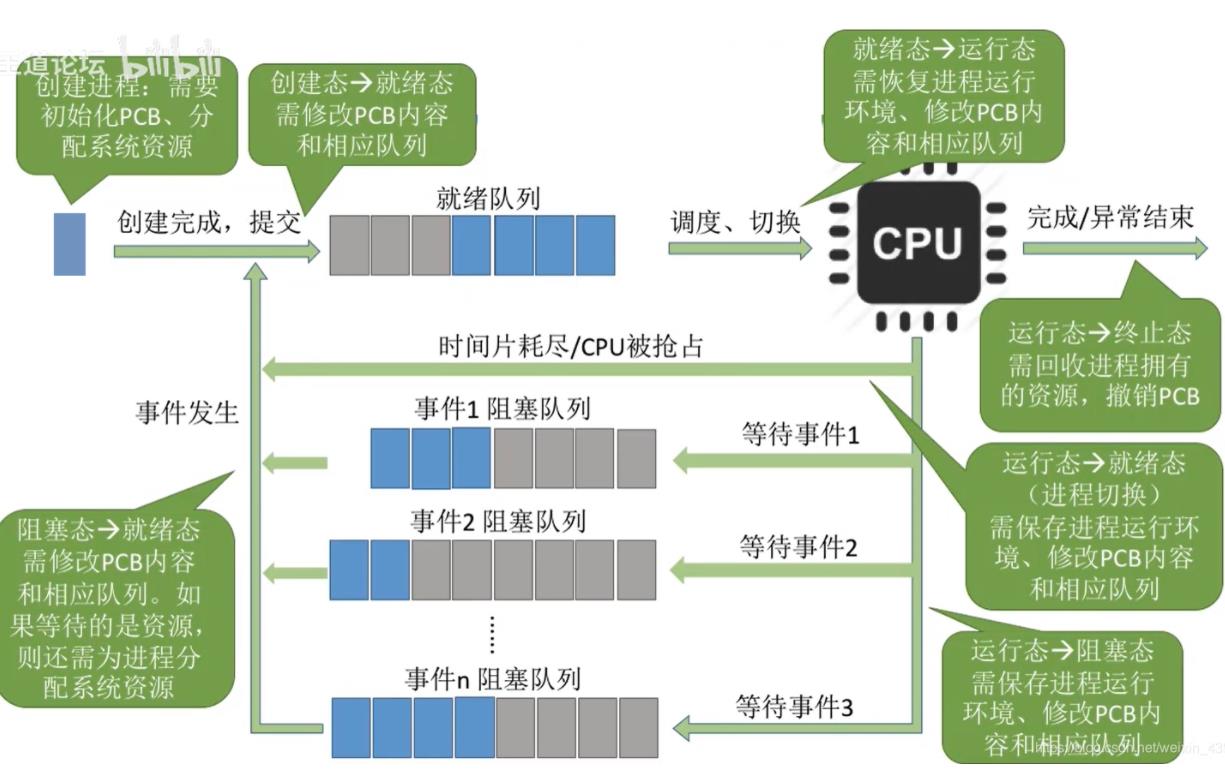 王道论坛 bilibili
创建进程：需要
初始化PCB、分
配系统资源
创建态→就绪态
需修改PCB内容
和相应队列
就绪态→运行态
需恢复进程运行
环境、修改PCB内
容和相应队列
创建完成，提交
就绪队列
调度、切换
CPU
完成/异常结束
时间片耗尽/CPU被抢占
运行态→终止态
需回收进程拥有
的资源，撤销PCB
事件发生
事件1 阻塞队列
等待事件1
运行态→就绪态
（进程切换）
需保存进程运行环
境、修改PCB内容
和相应队列
阻塞态→就绪态
需修改PCB内容
和相应队列。如
果等待的是资源，
则还需为进程分
配系统资源
事件2 阻塞队列
等待事件2
……
事件n 阻塞队列
等待事件3
运行态→阻塞态
需保存进程运行
环境、修改PCB内
容和相应队列
https://blog.csdn.net/weixin_439